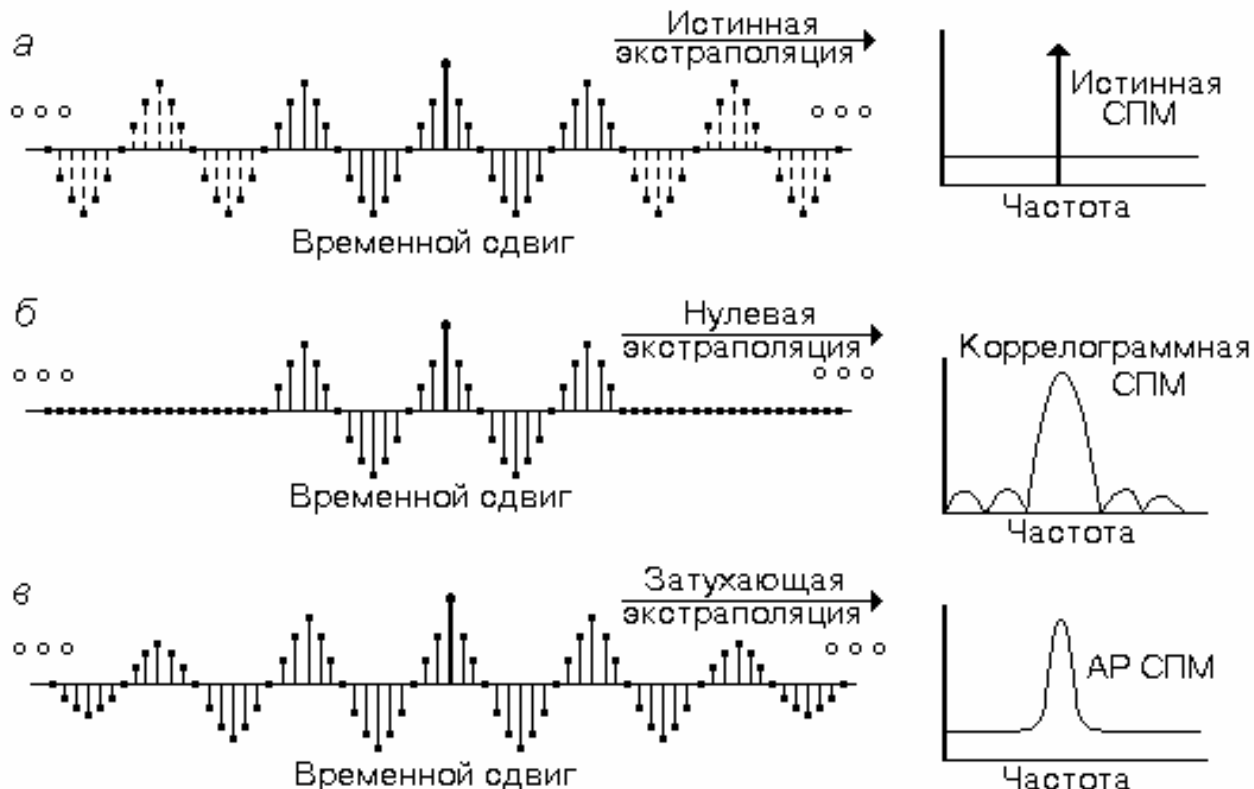 а
Истинная
экстраполяция
Истинная
СПМ
Частота
Временной сдвиг
б
Нулевая
экстраполяция
Коррелограммная
СПМ
Частота
Временной сдвиг
в
Затухающая
экстраполяция
АР СПМ
Частота
Временной сдвиг